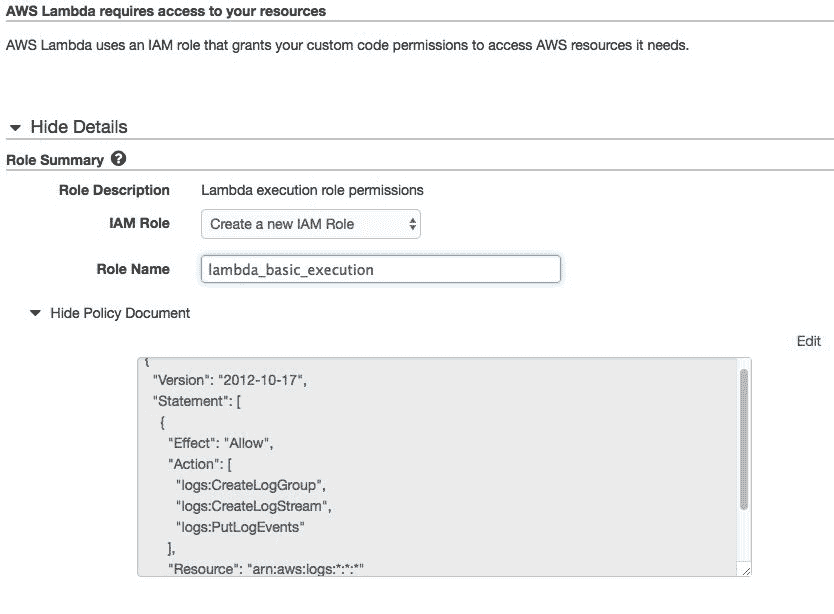 AWS Lambda requires access to your resources
AWS Lambda uses an IAM role that grants your custom code permissions to access AWS resources it needs.
Hide Details
Role Summary ?
Role Description Lambda execution role permissions
IAM Role Create a new IAM Role
Role Name lambda_basic_execution
Hide Policy Document
Edit
{
"Version": "2012-10-17",
"Statement": [
{
"Effect": "Allow",
"Action": [
"logs:CreateLogGroup",
"logs:CreateLogStream",
"logs:PutLogEvents"
],
"Resource": "arn:aws:logs:*:*:*"